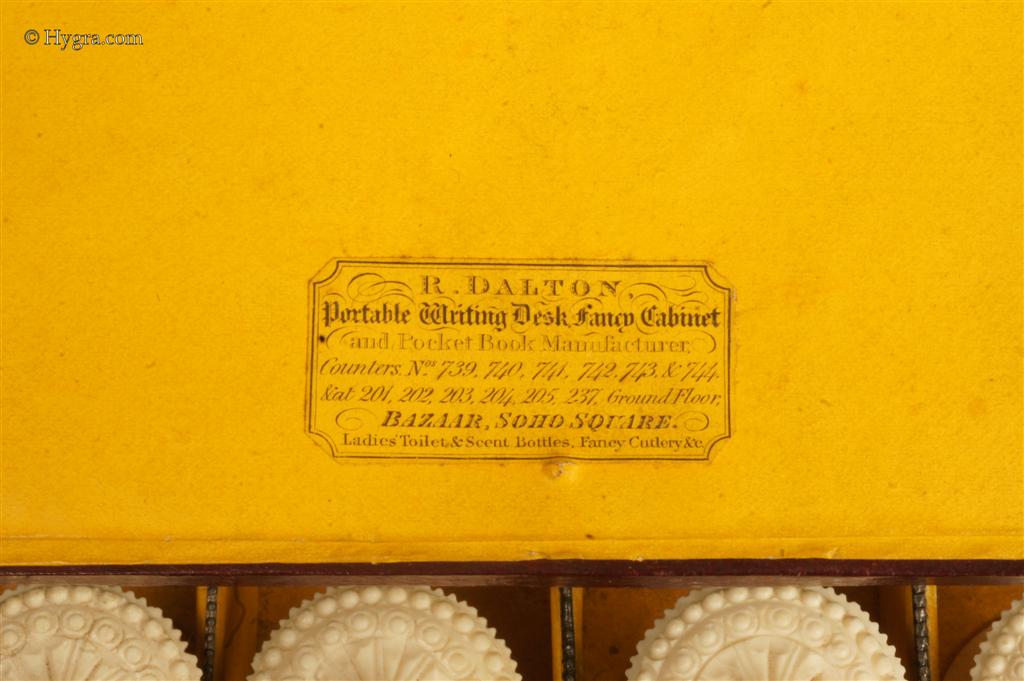 © Hygra.com
R. DALTON,
Portable Writing Desk, Fancy Cabinet
and Pocket Book Manufacturer,
Counters, Nos 739, 740, 741, 742, 743, & 744,
&at 201, 202, 203, 204, 205, 237, Ground Floor,
BAZAAR, SOHO SQUARE.
Ladies' Toilet & Scent Bottles, Fancy Cutlery &c.